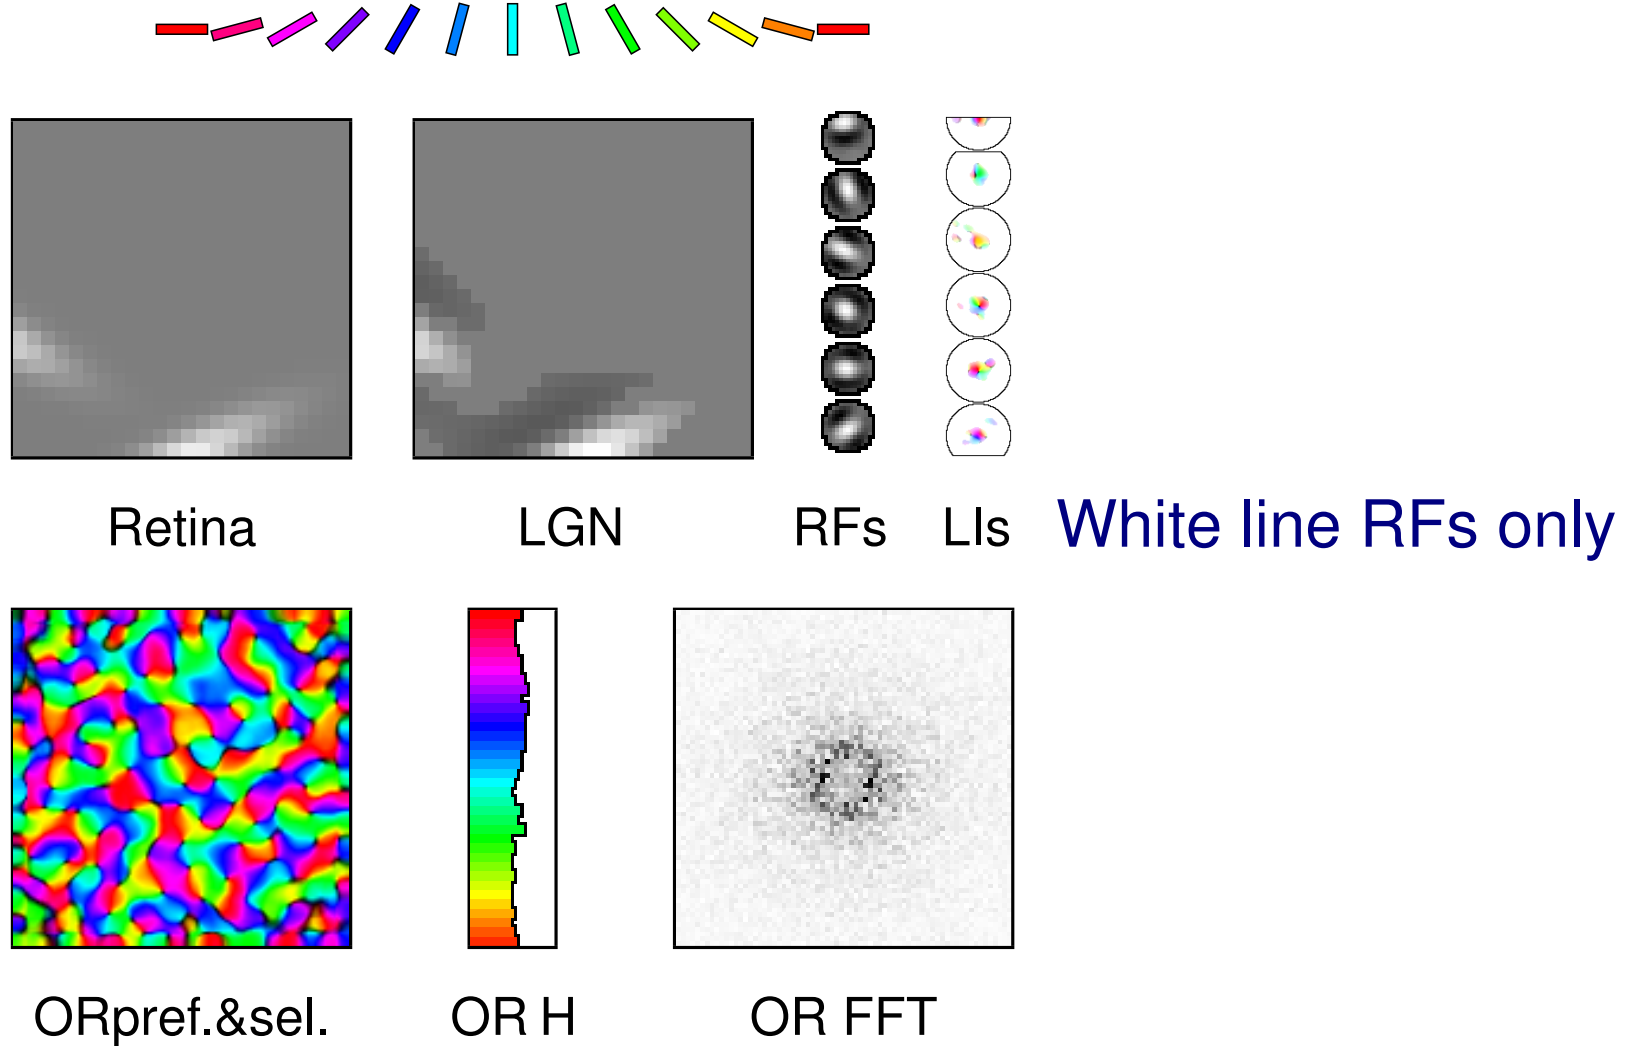 Retina
LGN
RFs
LIs
White line RFs only
ORpref.&sel.
OR H
OR FFT